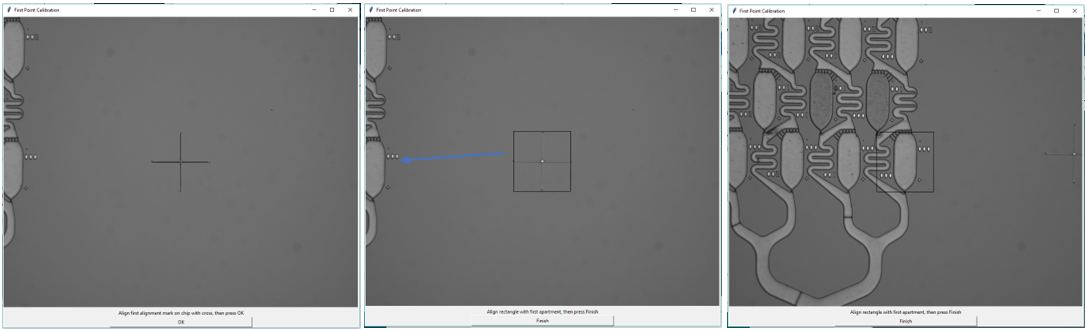 First Point Calibration
Align first alignment mark on chip with cross, then press OK
OK
First Point Calibration
Align rectangle with first apartment, then press Finish
Finish
First Point Calibration
Align rectangle with first apartment, then press Finish
Finish